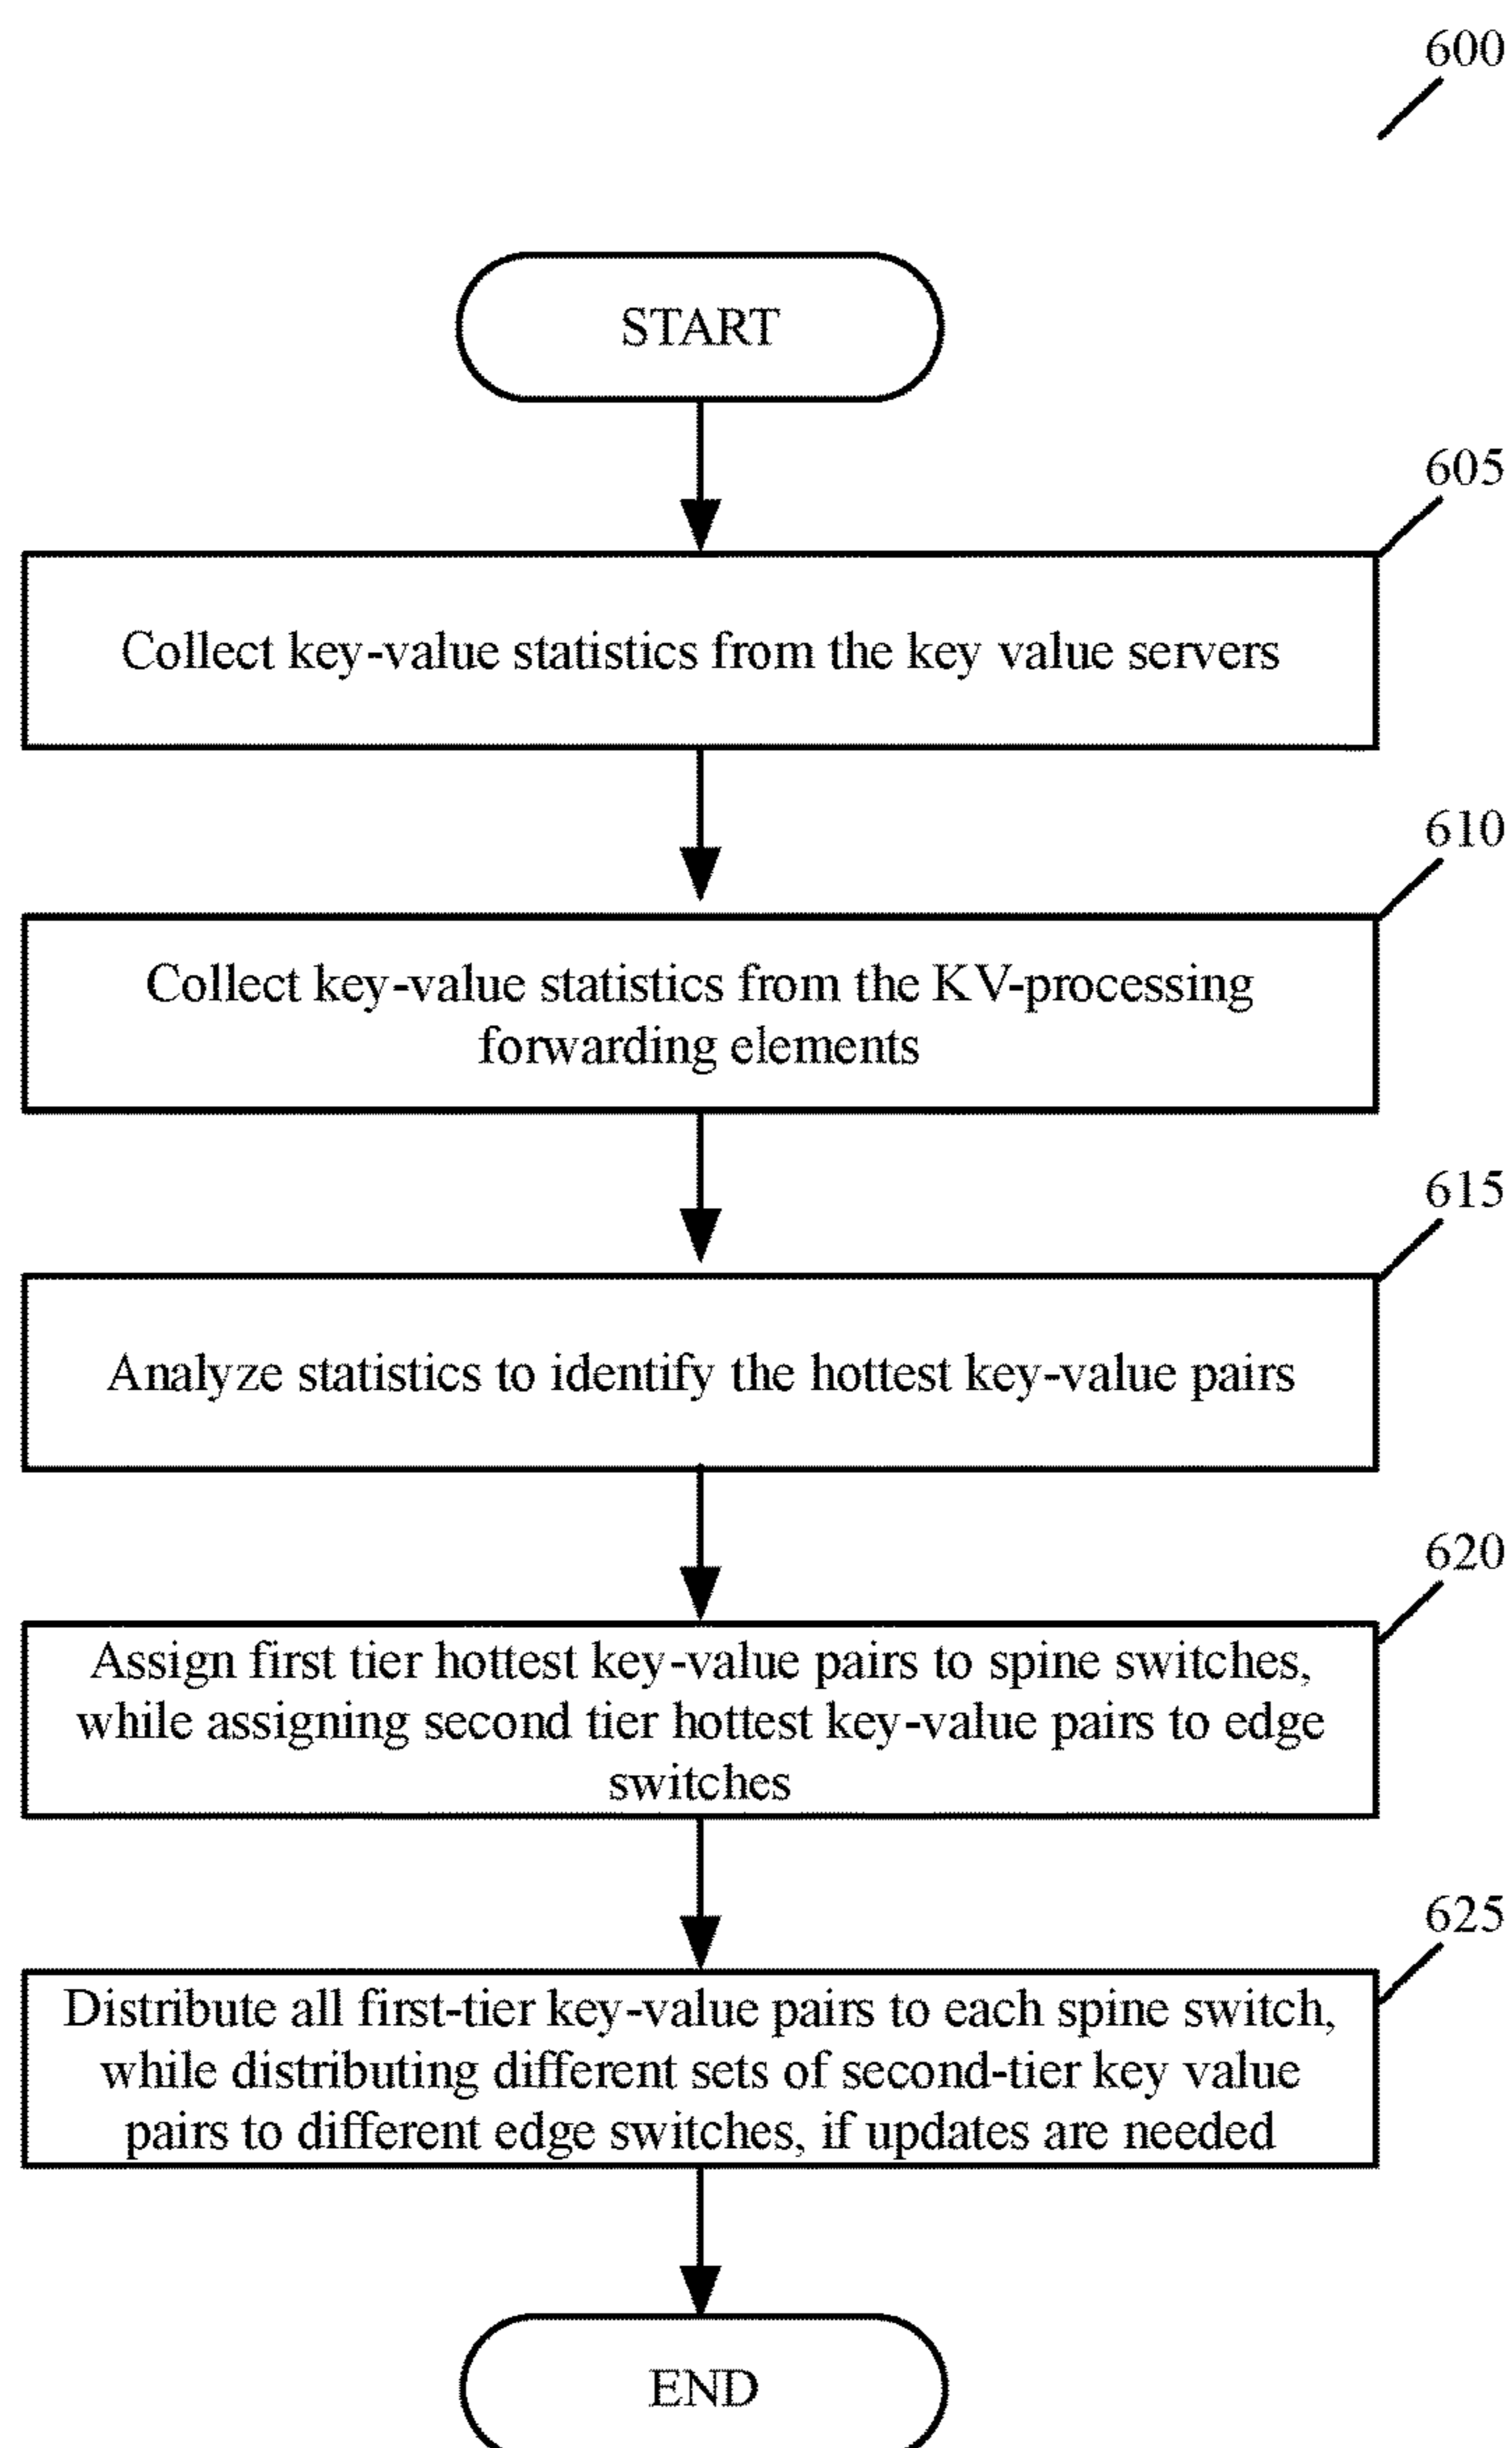 600
START
605
Collect key-value statistics from the key value servers
610
Collect key-value statistics from the KV-processing
forwarding elements
615
Analyze statistics to identify the hottest key-value pairs
620
Assign first tier hottest key-value pairs to spine switches,
while assigning second tier hottest key-value pairs to edge
switches
625
Distribute all first-tier key-value pairs to each spine switch,
while distributing different sets of second-tier key value
pairs to different edge switches, if updates are needed
END